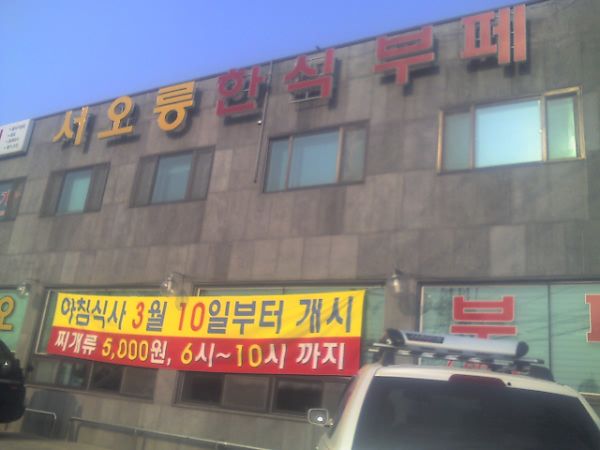 서오릉 한식 부페
아침식사 3월 10일부터 개시
찌개류 5,000원, 6시~10시 까지
오
부페